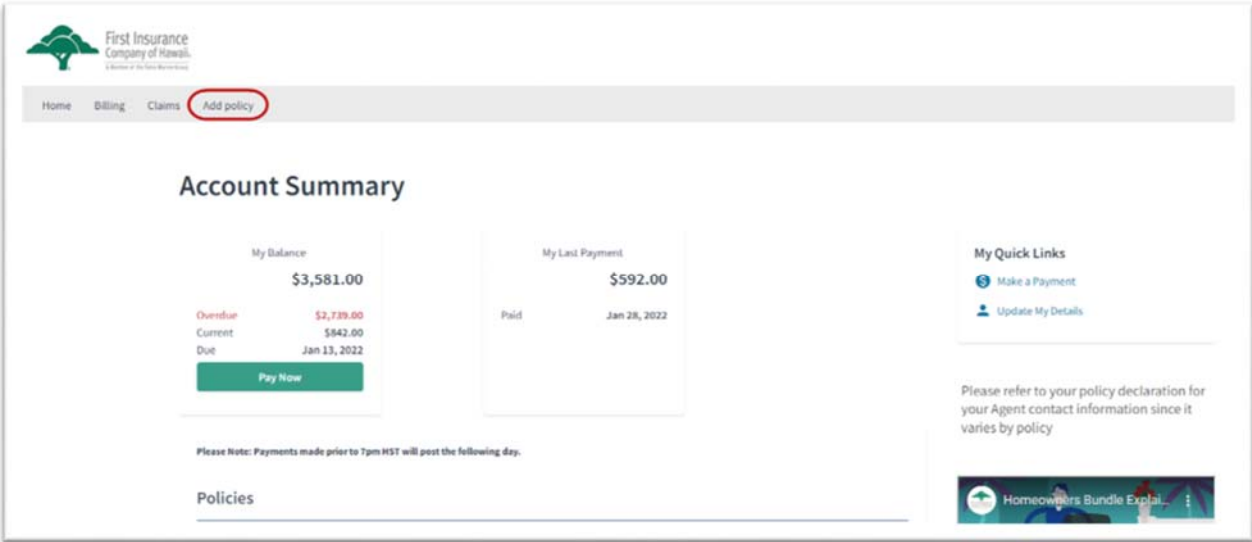 First Insurance
Company of Hawaii.
Home Billing Claims Add policy
Account Summary
My Balance
$3,581.00
Overdue $2,739.00
Current $842.00
Due Jan 13, 2022
Pay Now
My Last Payment
$592.00
Paid Jan 28, 2022
My Quick Links
Make a Payment
Update My Details
Please refer to your policy declaration for
your Agent contact information since it
varies by policy
Please Note: Payments made prior to 7pm HST will post the following day.
Policies
Homeowners Bundle Explai...